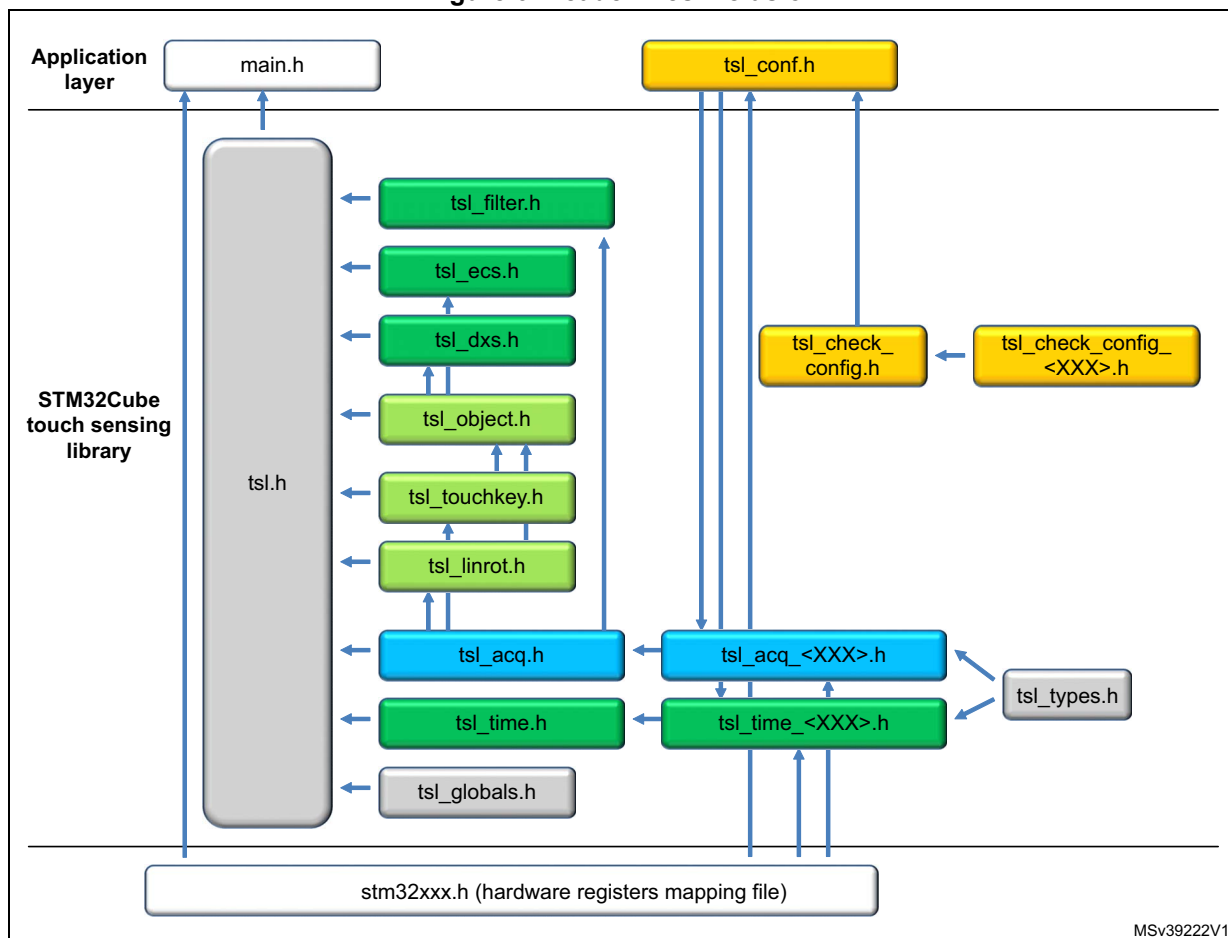 Application
layer
main.h
tsl_conf.h
tsl_filter.h
tsl_ecs.h
tsl_dxs.h
tsl_check_
config.h
tsl_check_config_
<XXX>.h
STM32Cube
touch sensing
library
tsl.h
tsl_object.h
tsl_touchkey.h
tsl_linrot.h
tsl_acq.h
tsl_acq_<XXX>.h
tsl_types.h
tsl_time.h
tsl_time_<XXX>.h
tsl_globals.h
stm32xxx.h (hardware registers mapping file)
MSv39222V1